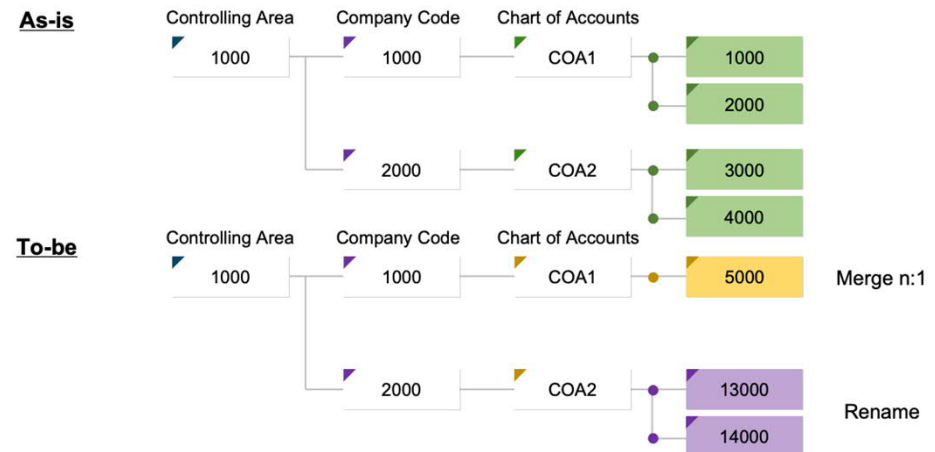 As-is
Controlling Area Company Code Chart of Accounts
1000 1000 COA1 1000
2000
2000 COA2 3000
4000
To-be
Controlling Area Company Code Chart of Accounts
1000 1000 COA1 5000 Merge n:1
2000 COA2 13000
Rename
14000